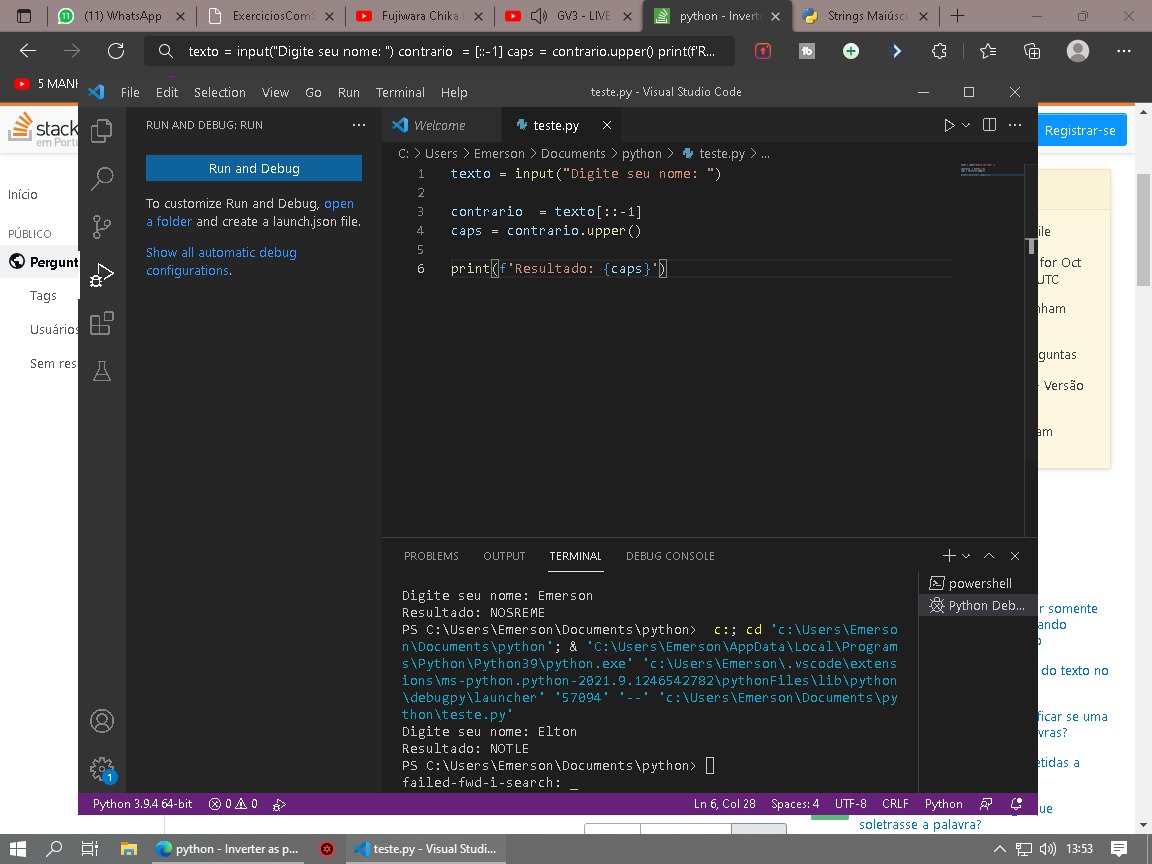 (11) WhatsApp
ExerciciosComS
Fujiwara Chika
GV3 - LIVE
python - Inverte
Strings Maiúsc
texto = input("Digite seu nome: ") contrario  = [::-1] caps = contrario.upper() print(f'R...
5 MANH
stack
em Portu
Registrar-se
Início
PÚBLICO
Pergunt
Tags
Usuários
Sem res
File Edit Selection View Go Run Terminal Help
teste.py - Visual Studio Code
RUN AND DEBUG: RUN
Run and Debug
To customize Run and Debug, open
a folder and create a launch.json file.
Show all automatic debug
configurations.
Welcome
teste.py
C: > Users > Emerson > Documents > python > teste.py > ...
1 texto = input("Digite seu nome: ")
2
3 contrario  = texto[::-1]
4 caps = contrario.upper()
5
6 print(f'Resultado: {caps}')
PROBLEMS OUTPUT TERMINAL DEBUG CONSOLE
powershell
Python Deb...
Digite seu nome: Emerson
Resultado: NOSREME
PS C:\Users\Emerson\Documents\python>  c:; cd 'c:\Users\Emerso
n\Documents\python'; & 'C:\Users\Emerson\AppData\Local\Program
s\Python\Python39\python.exe' 'c:\Users\Emerson\.vscode\extens
ions\ms-python.python-2021.9.1246542782\pythonFiles\lib\python
\debugpy\launcher' '57094' '--' 'c:\Users\Emerson\Documents\py
thon\teste.py'
Digite seu nome: Elton
Resultado: NOTLE
PS C:\Users\Emerson\Documents\python>
failed-fwd-i-search: _
1
Python 3.9.4 64-bit 0 0 Ln 6, Col 28 Spaces: 4 UTF-8 CRLF Python
ile
for Oct
UTC
nham
guntas
- Versão
am
r somente
ando
o
do texto no
ficar se uma
vras?
etidas a
que
soletrasse a palavra?
python - Inverter as p...
teste.py - Visual Studi...
13:53